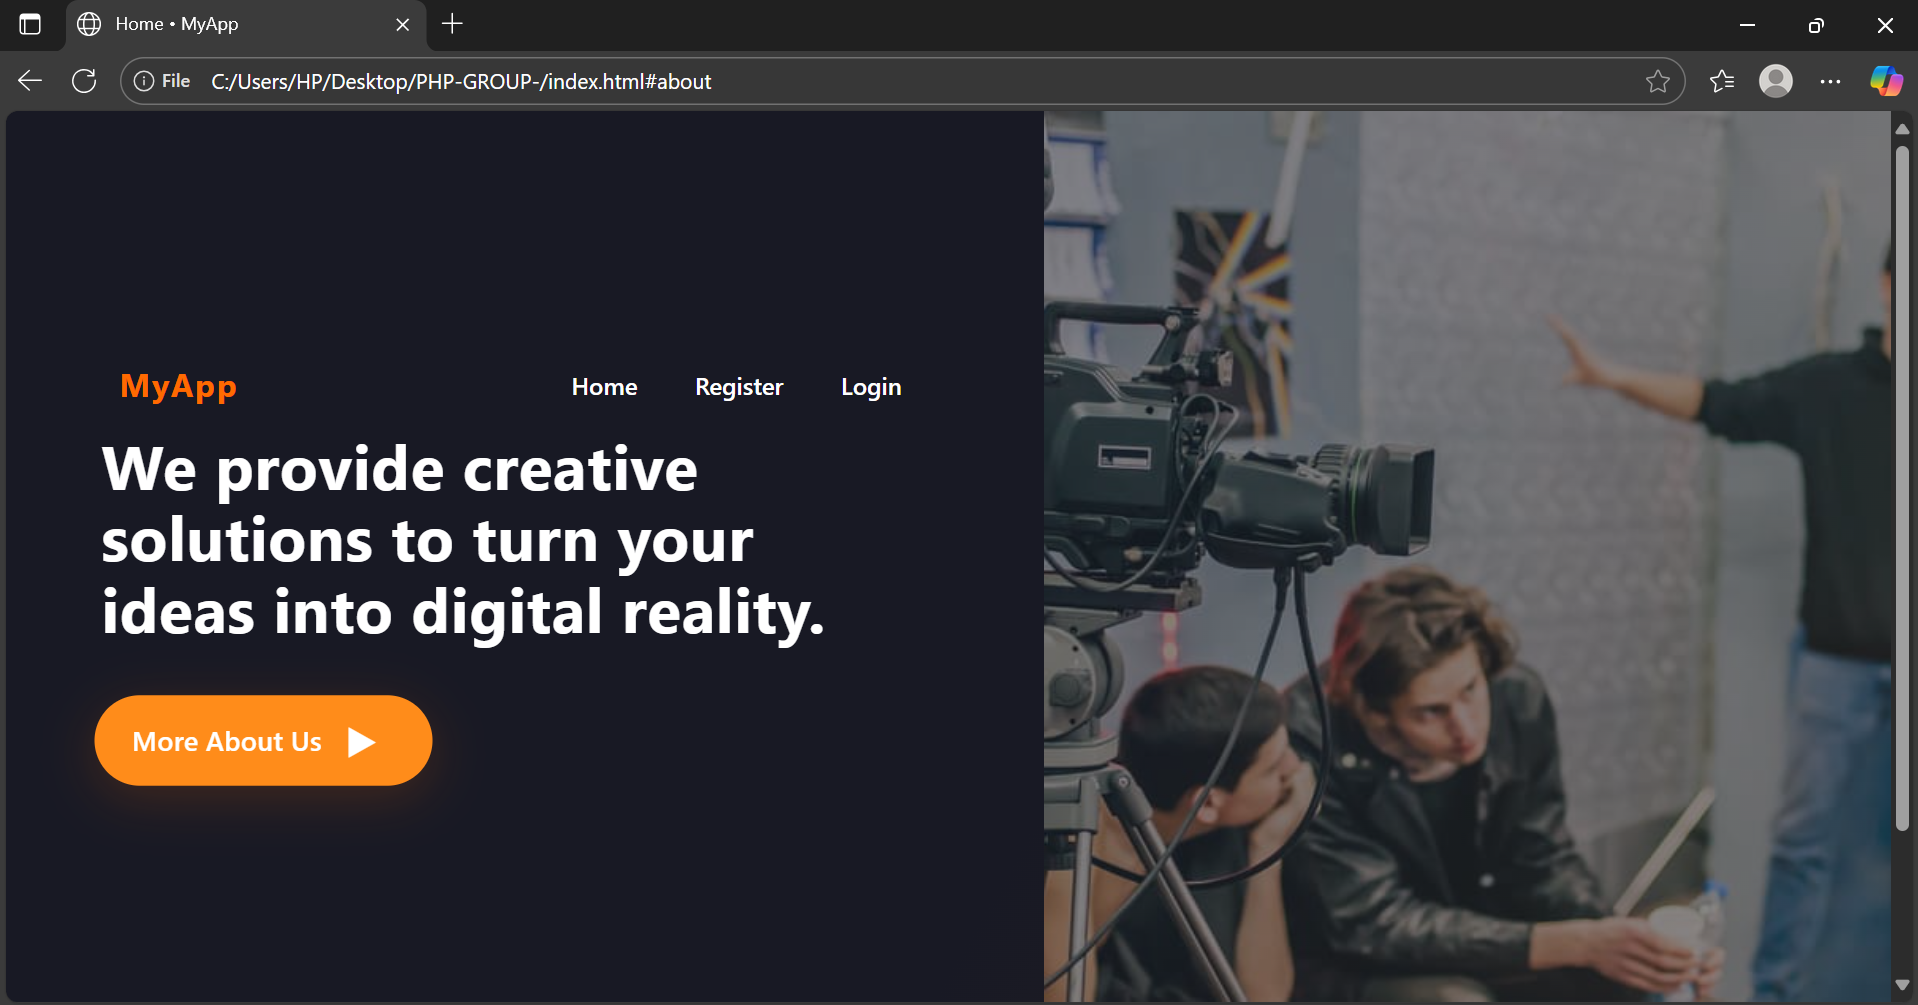 Home • MyApp
File C:/Users/HP/Desktop/PHP-GROUP-/index.html#about
MyApp Home Register Login
We provide creative
solutions to turn your
ideas into digital reality.
More About Us